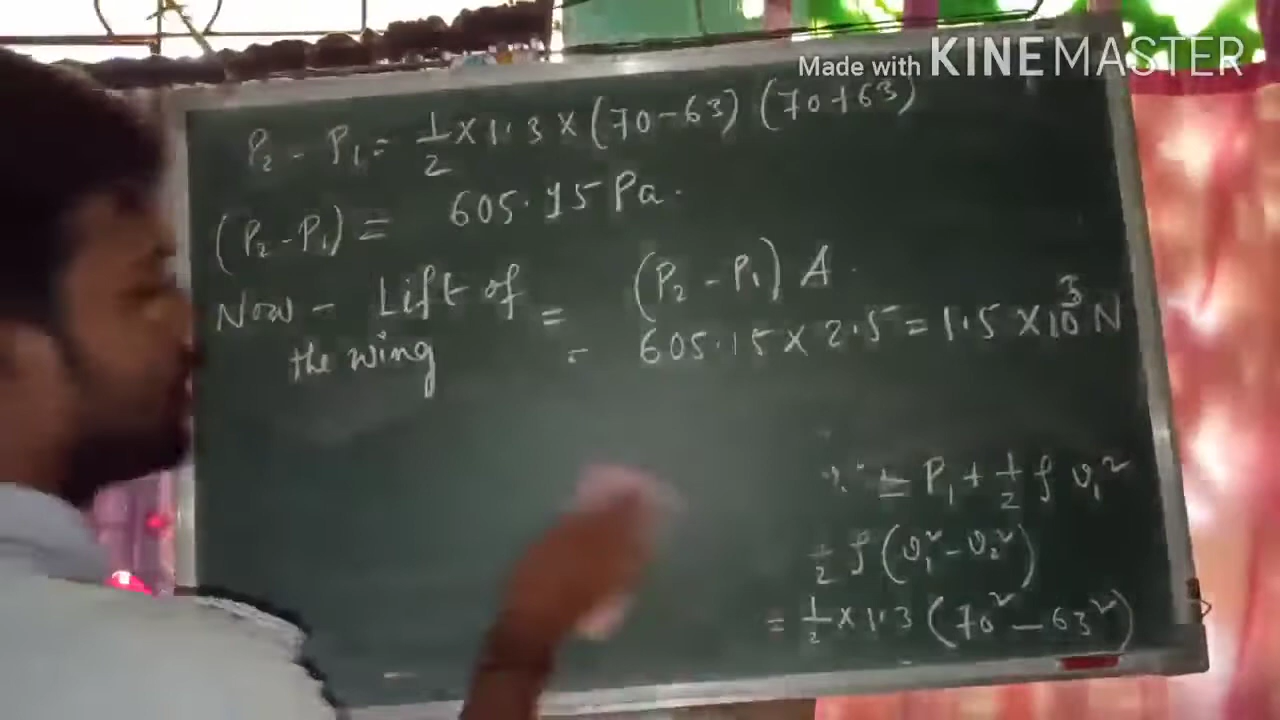 Made with KINEMASTER
P₂ - P₁ = 1/2 × 1.3 × (70-63) (70+63)
(P₂-P₁) = 605.15 Pa.
Now - Lift of the wing = (P₂-P₁) A.
= 605.15 × 2.5 = 1.5 × 10³ N
= P₁ + 1/2 ρ v₁²
1/2 ρ (v₁² - v₂²)
= 1/2 × 1.3 (70² - 63²)